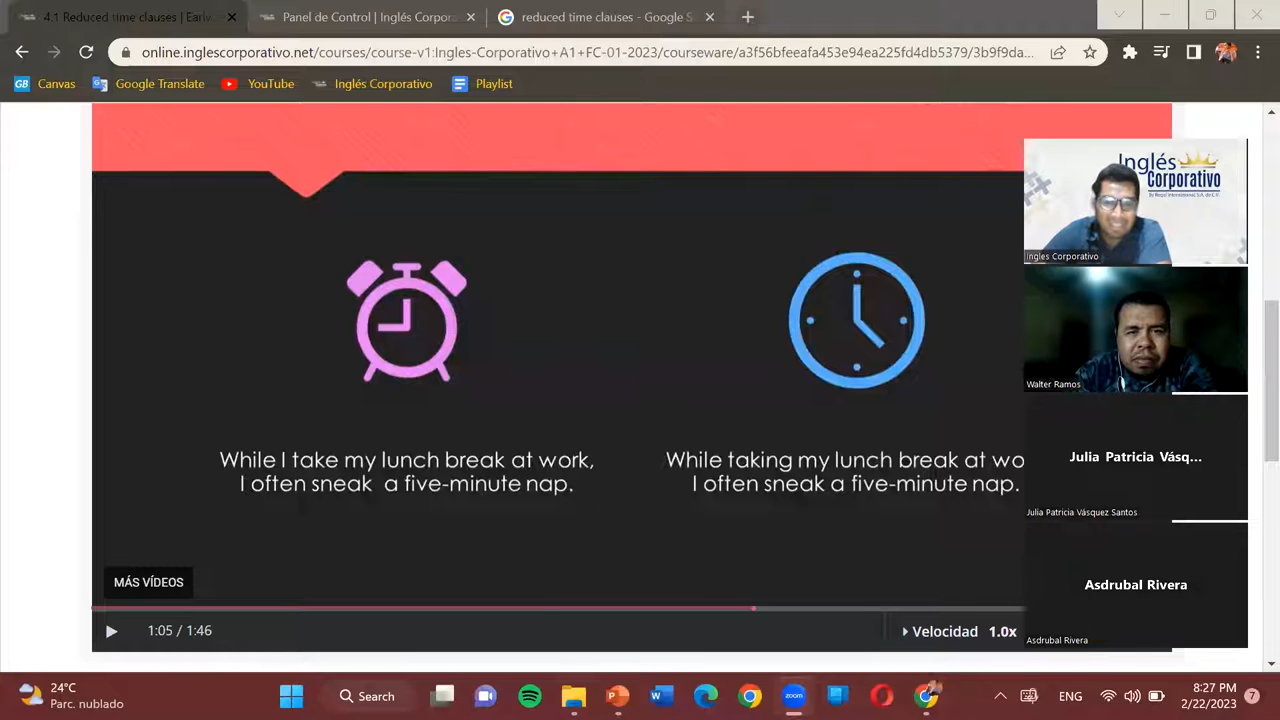 4.1 Reduced time clauses | Early
Panel de Control | Inglés Corpor
reduced time clauses - Google S
online.inglescorporativo.net/courses/course-v1:Ingles-Corporativo+A1+FC-01-2023/courseware/a3f56bfeefa453e94ea225fd4db5379/3b9f9da...
GB Canvas
Google Translate
YouTube
Inglés Corporativo
Playlist
Inglés
Corporativo
Ingles Corporativo
Walter Ramos
While I take my lunch break at work,
I often sneak a five-minute nap.
While taking my lunch break at wo
I often sneak a five-minute nap.
Julia Patricia Vásq...
Julia Patricia Vásquez Santos
MÁS VÍDEOS
Asdrubal Rivera
Asdrubal Rivera
1:05 / 1:46
Velocidad 1.0x
24°C
Parc. nublado
Search
zoom
ENG
8:27 PM
2/22/2023
7